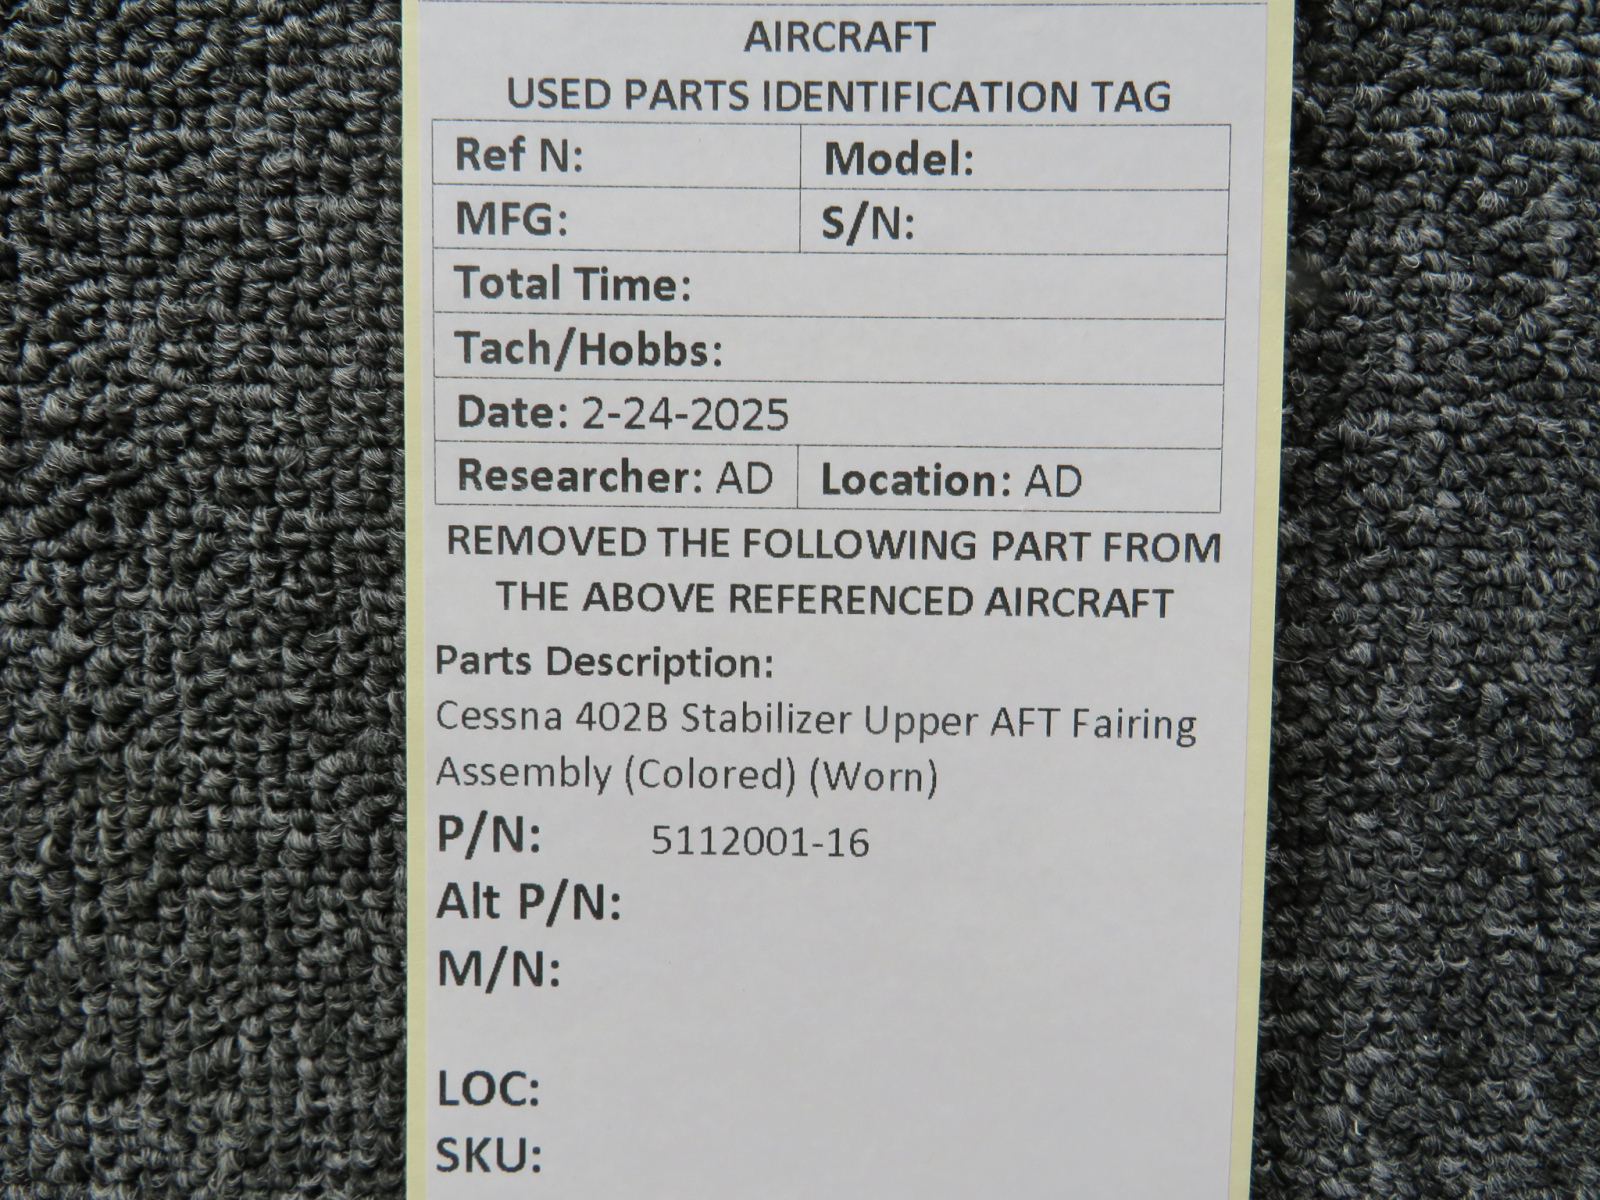 AIRCRAFT
USED PARTS IDENTIFICATION TAG
Ref N: Model:
MFG: S/N:
Total Time:
Tach/Hobbs:
Date: 2-24-2025
Researcher: AD Location: AD
REMOVED THE FOLLOWING PART FROM
THE ABOVE REFERENCED AIRCRAFT
Parts Description:
Cessna 402B Stabilizer Upper AFT Fairing
Assembly (Colored) (Worn)
P/N: 5112001-16
Alt P/N:
M/N:
LOC:
SKU: